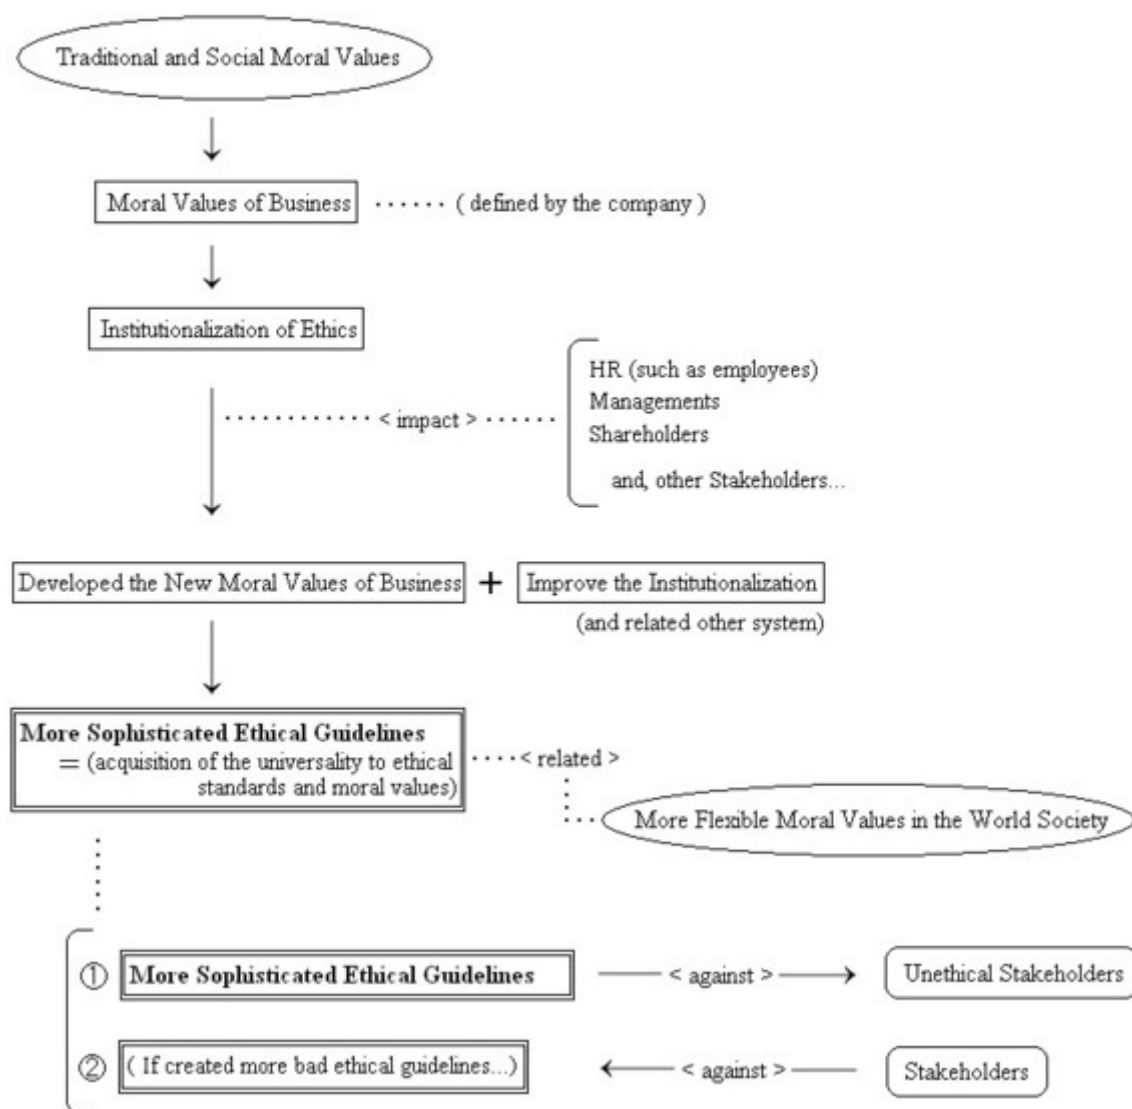 Traditional and Social Moral Values
Moral Values of Business ······ ( defined by the company )
Institutionalization of Ethics
HR (such as employees)
Managements
< impact >
Shareholders
and, other Stakeholders...
Developed the New Moral Values of Business + Improve the Institutionalization
(and related other system)
More Sophisticated Ethical Guidelines
= (acquisition of the universality to ethical
standards and moral values)
< related >
More Flexible Moral Values in the World Society
① More Sophisticated Ethical Guidelines < against > Unethical Stakeholders
② ( If created more bad ethical guidelines...) < against > Stakeholders